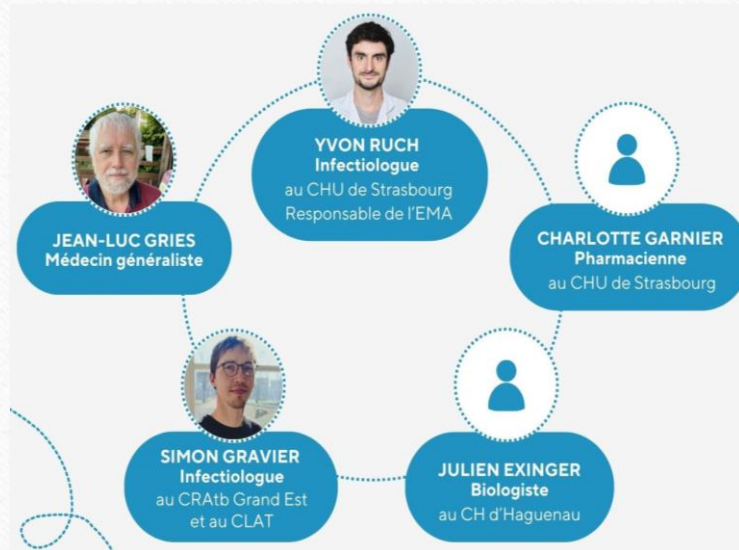 YVON RUCH
Infectiologue
au CHU de Strasbourg
Responsable de l'EMA
JEAN-LUC GRIES
Médecin généraliste
CHARLOTTE GARNIER
Pharmacienne
au CHU de Strasbourg
SIMON GRAVIER
Infectiologue
au CRAtb Grand Est
et au CLAT
JULIEN EXINGER
Biologiste
au CH d'Haguenau